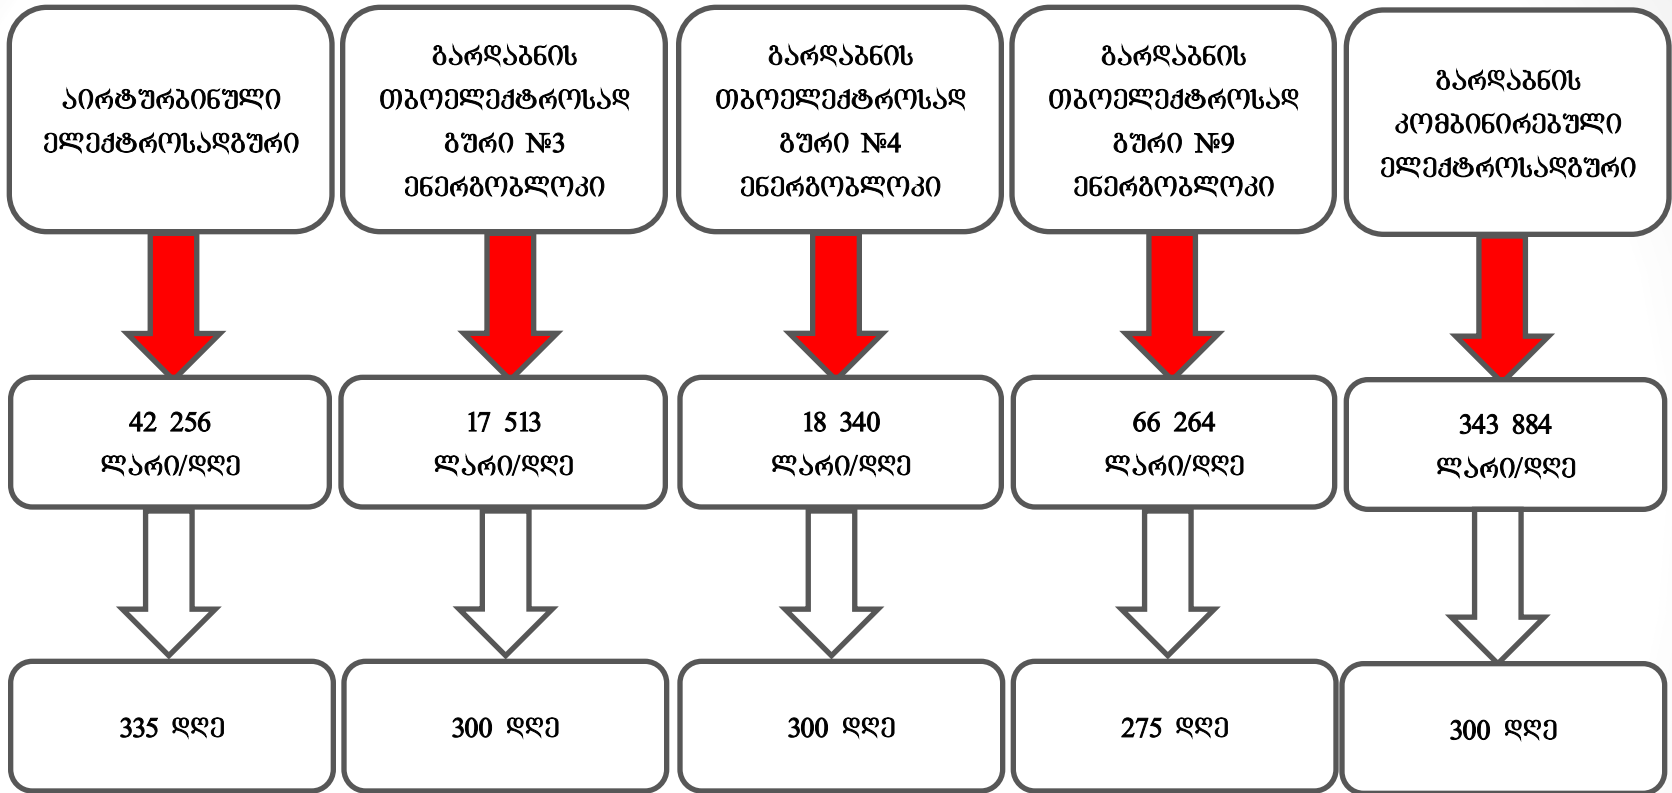 აირტურბინული
ელექტროსადგური
გარდაბნის
თბოელექტროსად
გური №3
ენერგობლოკი
გარდაბნის
თბოელექტროსად
გური №4
ენერგობლოკი
გარდაბნის
თბოელექტროსად
გური №9
ენერგობლოკი
გარდაბნის
კომბინირებული
ელექტროსადგური
42 256
ლარი/დღე
17 513
ლარი/დღე
18 340
ლარი/დღე
66 264
ლარი/დღე
343 884
ლარი/დღე
335 დღე
300 დღე
300 დღე
275 დღე
300 დღე